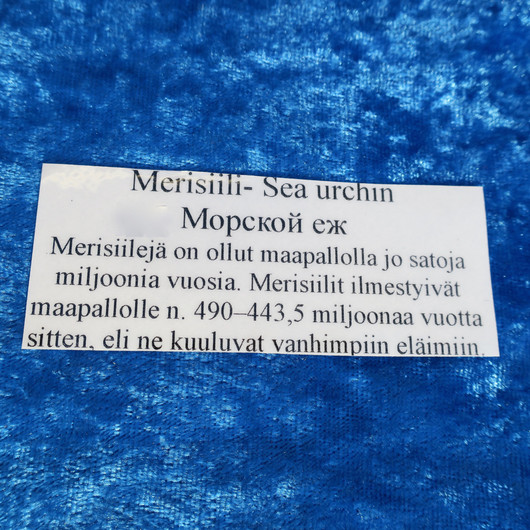 Merisiili- Sea urchin
Морской еж
Merisiilejä on ollut maapallolla jo satoja
miljoonia vuosia. Merisiilit ilmestyivät
maapallolle n. 490–443,5 miljoonaa vuotta
sitten, eli ne kuuluvat vanhimpiin eläimiin.